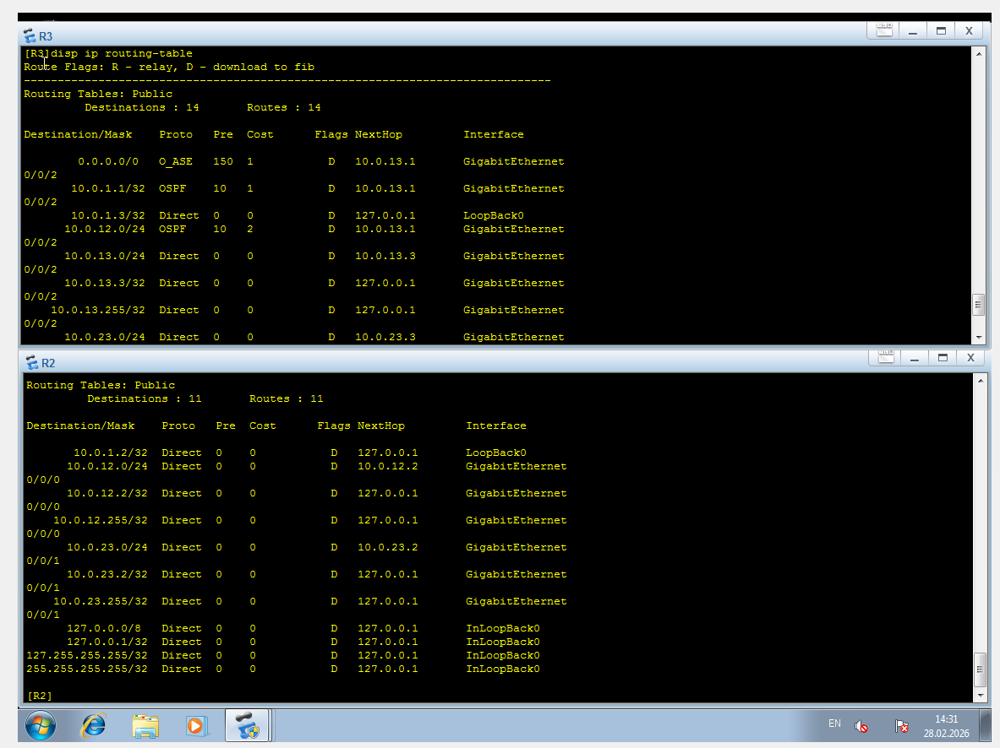 R3
[R3]disp ip routing-table
Route Flags: R - relay, D - download to fib
------------------------------------------------------------------------------
Routing Tables: Public
         Destinations : 14       Routes : 14

Destination/Mask    Proto   Pre  Cost      Flags NextHop         Interface

        0.0.0.0/0   O_ASE   150  1           D   10.0.13.1       GigabitEthernet
0/0/2
       10.0.1.1/32  OSPF    10   1           D   10.0.13.1       GigabitEthernet
0/0/2
       10.0.1.3/32  Direct  0    0           D   127.0.0.1       LoopBack0
      10.0.12.0/24  OSPF    10   2           D   10.0.13.1       GigabitEthernet
0/0/2
      10.0.13.0/24  Direct  0    0           D   10.0.13.3       GigabitEthernet
0/0/2
      10.0.13.3/32  Direct  0    0           D   127.0.0.1       GigabitEthernet
0/0/2
    10.0.13.255/32  Direct  0    0           D   127.0.0.1       GigabitEthernet
0/0/2
      10.0.23.0/24  Direct  0    0           D   10.0.23.3       GigabitEthernet
R2
Routing Tables: Public
         Destinations : 11       Routes : 11

Destination/Mask    Proto   Pre  Cost      Flags NextHop         Interface

       10.0.1.2/32  Direct  0    0           D   127.0.0.1       LoopBack0
      10.0.12.0/24  Direct  0    0           D   10.0.12.2       GigabitEthernet
0/0/0
      10.0.12.2/32  Direct  0    0           D   127.0.0.1       GigabitEthernet
0/0/0
    10.0.12.255/32  Direct  0    0           D   127.0.0.1       GigabitEthernet
0/0/0
      10.0.23.0/24  Direct  0    0           D   10.0.23.2       GigabitEthernet
0/0/1
      10.0.23.2/32  Direct  0    0           D   127.0.0.1       GigabitEthernet
0/0/1
    10.0.23.255/32  Direct  0    0           D   127.0.0.1       GigabitEthernet
0/0/1
      127.0.0.0/8   Direct  0    0           D   127.0.0.1       InLoopBack0
      127.0.0.1/32  Direct  0    0           D   127.0.0.1       InLoopBack0
127.255.255.255/32  Direct  0    0           D   127.0.0.1       InLoopBack0
255.255.255.255/32  Direct  0    0           D   127.0.0.1       InLoopBack0

[R2]
EN
14:31
28.02.2026